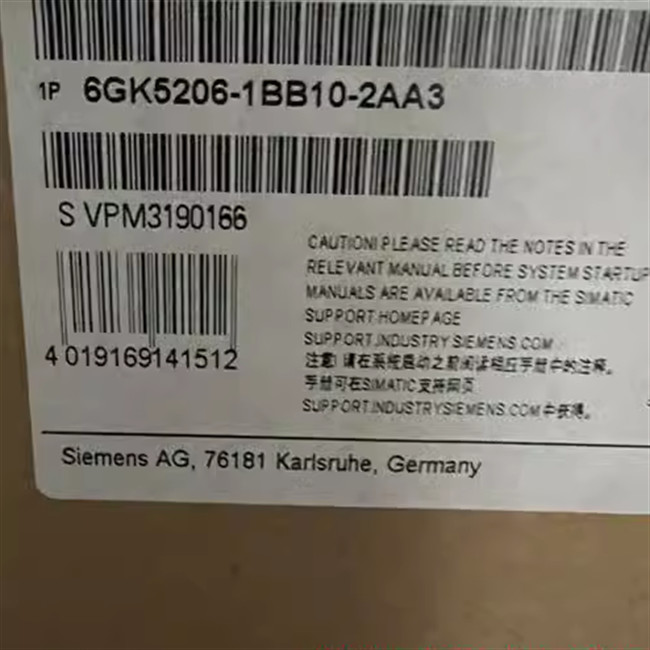 1P 6GK5206-1BB10-2AA3
S VPM3190166
CAUTION! PLEASE READ THE NOTES IN THE
RELEVANT MANUAL BEFORE SYSTEM STARTUP
MANUALS ARE AVAILABLE FROM THE SIMATIC
SUPPORT HOMEPAGE
SUPPORT.INDUSTRY.SIEMENS.COM
注意! 请在系统启动之前阅读相应手册中的注释。
手册可在SIMATIC支持网页
SUPPORT.INDUSTRY.SIEMENS.COM中获得。
4 019169 141512
Siemens AG, 76181 Karlsruhe, Germany